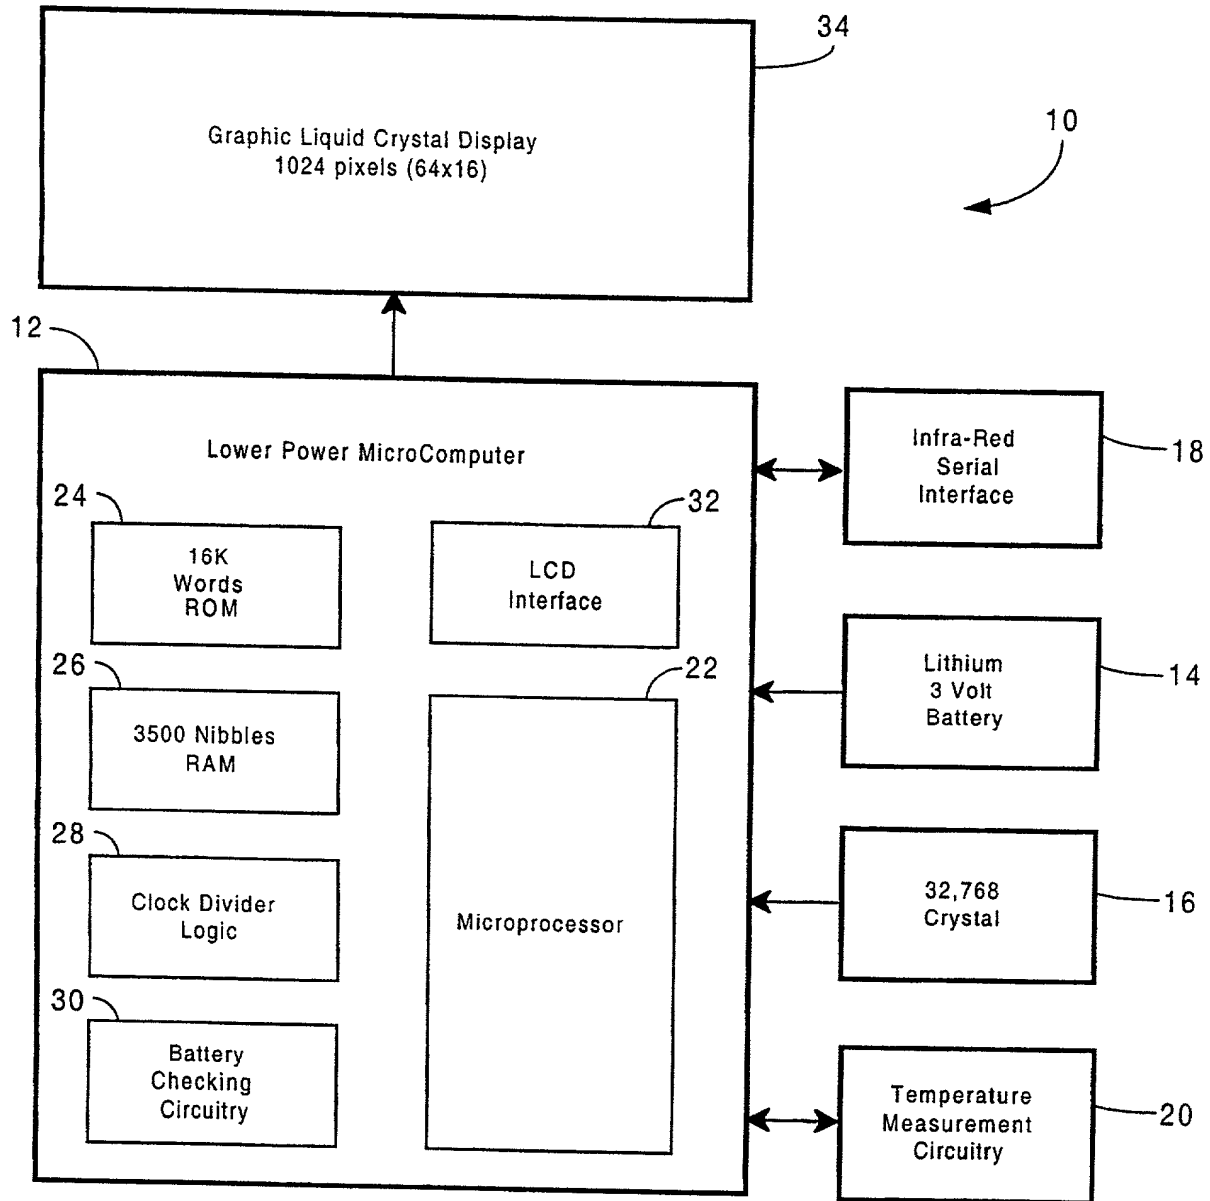 34
Graphic Liquid Crystal Display
1024 pixels (64x16)
10
12
Lower Power MicroComputer
24
16K
Words
ROM
32
LCD
Interface
26
3500 Nibbles
RAM
22
Microprocessor
28
Clock Divider
Logic
30
Battery
Checking
Circuitry
Infra-Red
Serial
Interface
18
Lithium
3 Volt
Battery
14
32,768
Crystal
16
Temperature
Measurement
Circuitry
20